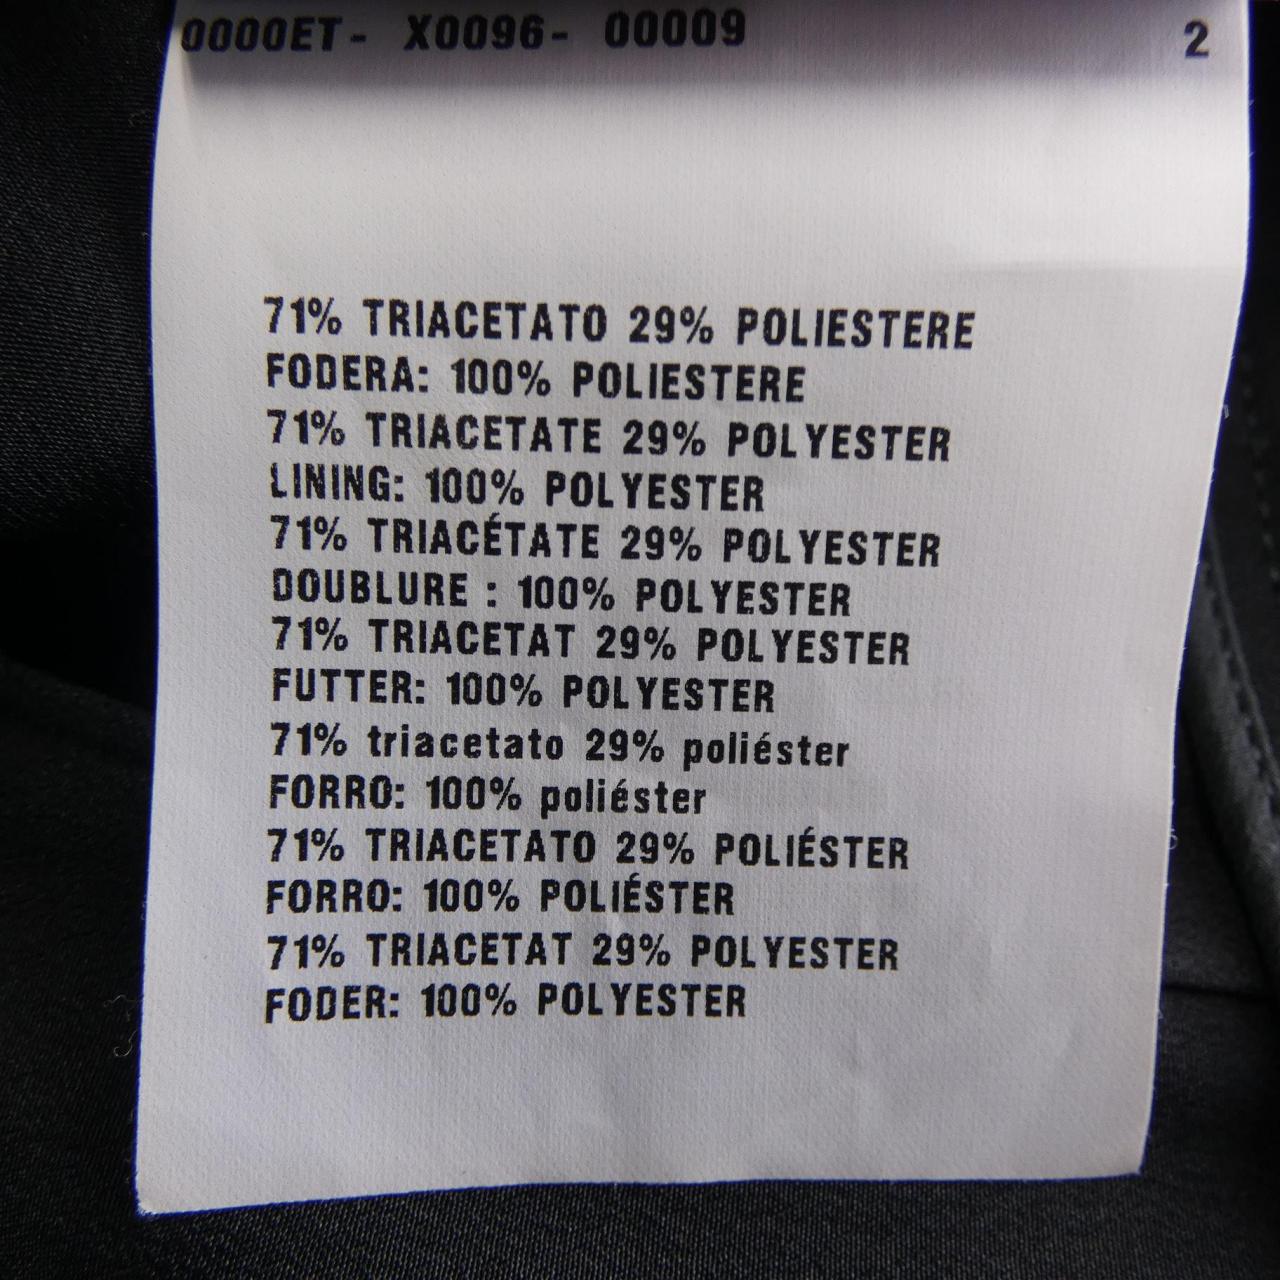 0000ET- X0096- 00009 2
71% TRIACETATO 29% POLIESTERE
FODERA: 100% POLIESTERE
71% TRIACETATE 29% POLYESTER
LINING: 100% POLYESTER
71% TRIACÉTATE 29% POLYESTER
DOUBLURE : 100% POLYESTER
71% TRIACETAT 29% POLYESTER
FUTTER: 100% POLYESTER
71% triacetato 29% poliéster
FORRO: 100% poliéster
71% TRIACETATO 29% POLIÉSTER
FORRO: 100% POLIÉSTER
71% TRIACETAT 29% POLYESTER
FODER: 100% POLYESTER